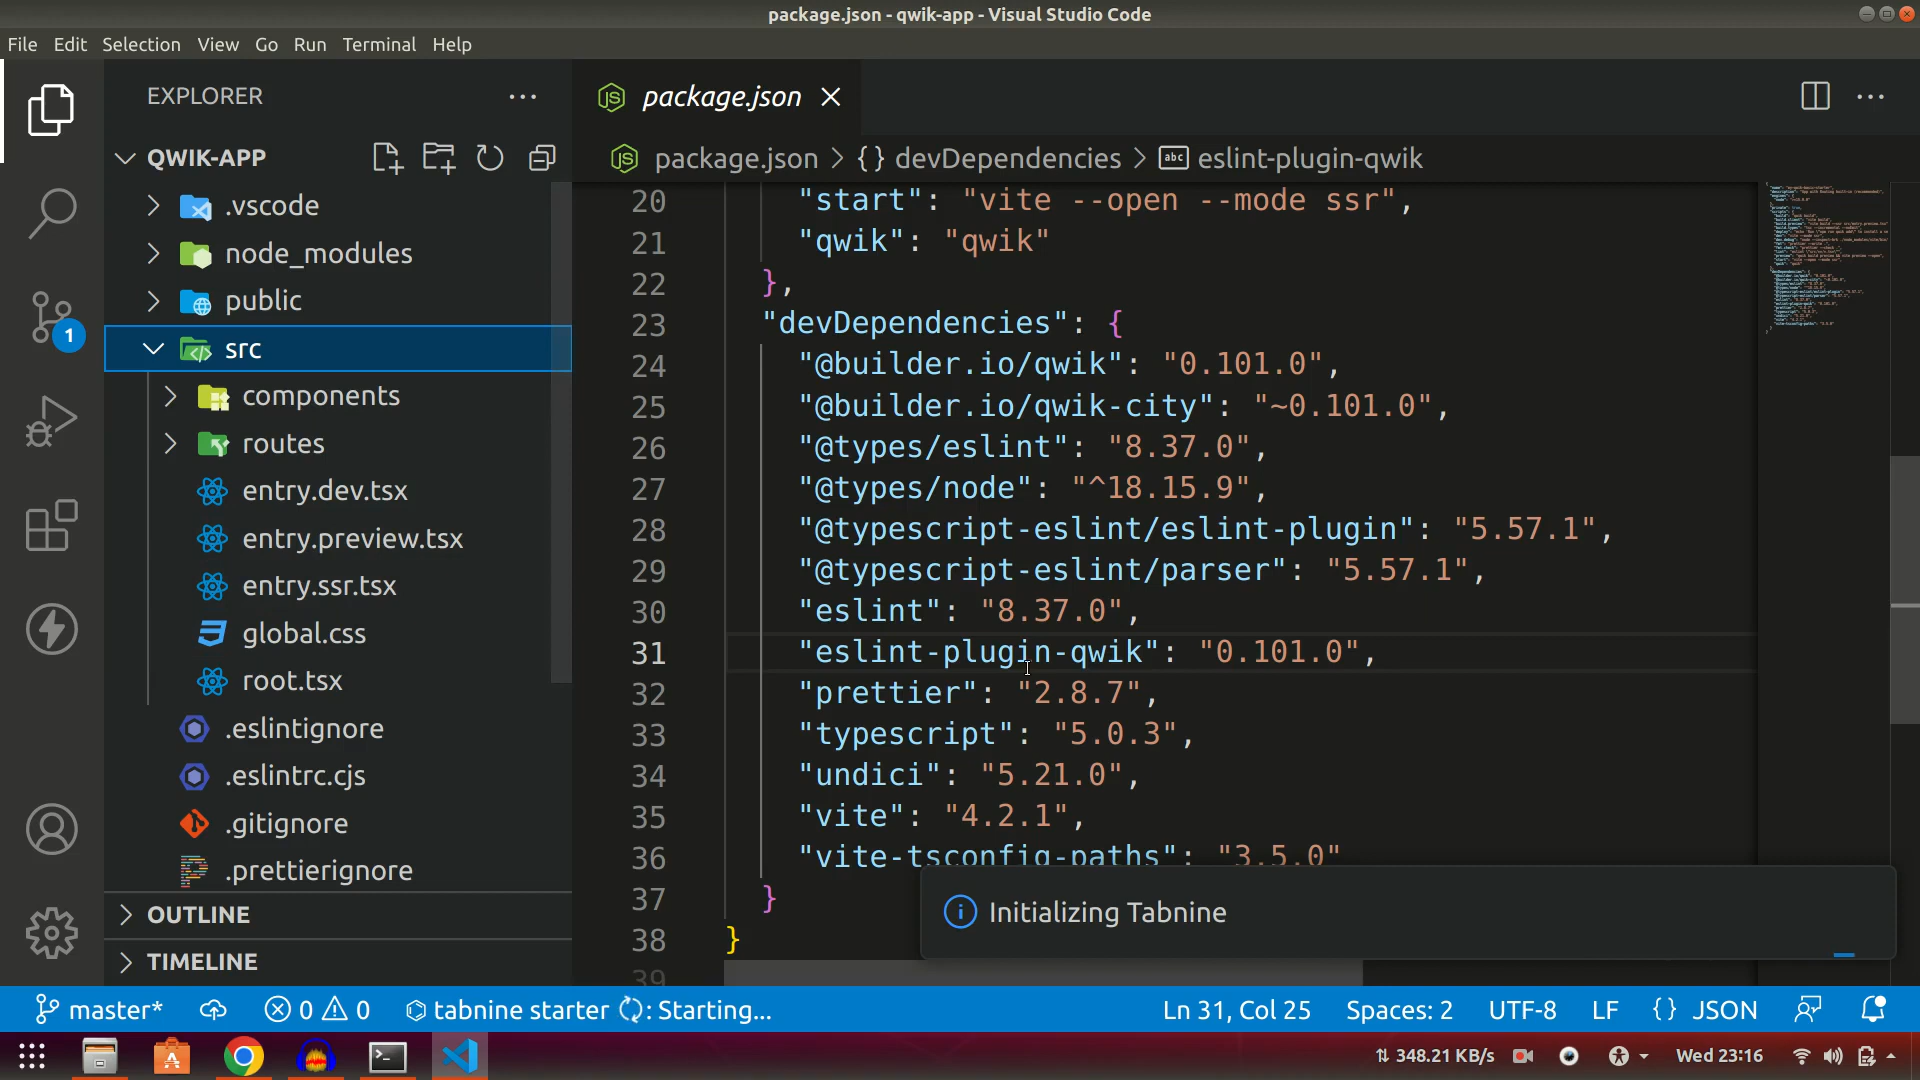 package.json - qwik-app - Visual Studio Code
File Edit Selection View Go Run Terminal Help
EXPLORER
QWIK-APP
.vscode
node_modules
public
src
components
routes
entry.dev.tsx
entry.preview.tsx
entry.ssr.tsx
global.css
root.tsx
.eslintignore
.eslintrc.cjs
.gitignore
.prettierignore
OUTLINE
TIMELINE
1
package.json
package.json > {} devDependencies > abc eslint-plugin-qwik
20 "start": "vite --open --mode ssr",
21 "qwik": "qwik"
22 },
23 "devDependencies": {
24 "@builder.io/qwik": "0.101.0",
25 "@builder.io/qwik-city": "~0.101.0",
26 "@types/eslint": "8.37.0",
27 "@types/node": "^18.15.9",
28 "@typescript-eslint/eslint-plugin": "5.57.1",
29 "@typescript-eslint/parser": "5.57.1",
30 "eslint": "8.37.0",
31 "eslint-plugin-qwik": "0.101.0",
32 "prettier": "2.8.7",
33 "typescript": "5.0.3",
34 "undici": "5.21.0",
35 "vite": "4.2.1",
36 "vite-tsconfig-paths": "3.5.0"
37 }
38 }
39
Initializing Tabnine
master* 0 0 tabnine starter : Starting... Ln 31, Col 25 Spaces: 2 UTF-8 LF {} JSON
348.21 KB/s Wed 23:16